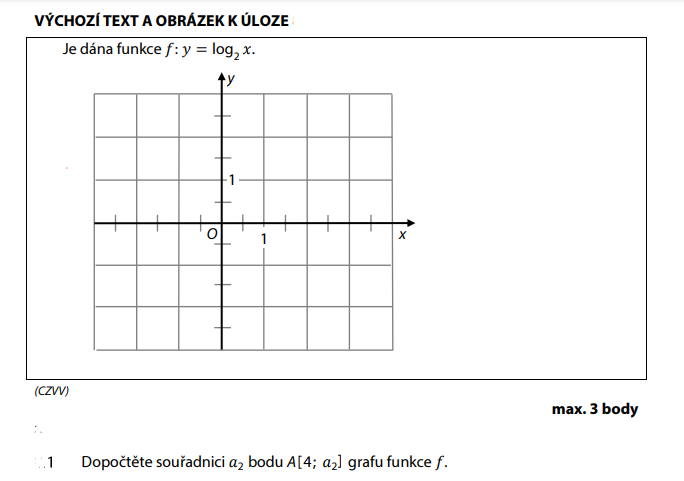 VÝCHOZÍ TEXT A OBRÁZEK K ÚLOZE
Je dána funkce f: y = log₂ x.
y
1
O
1
x
(CZVV)
max. 3 body
1 Dopočtěte souřadnici a₂ bodu A[4; a₂] grafu funkce f.